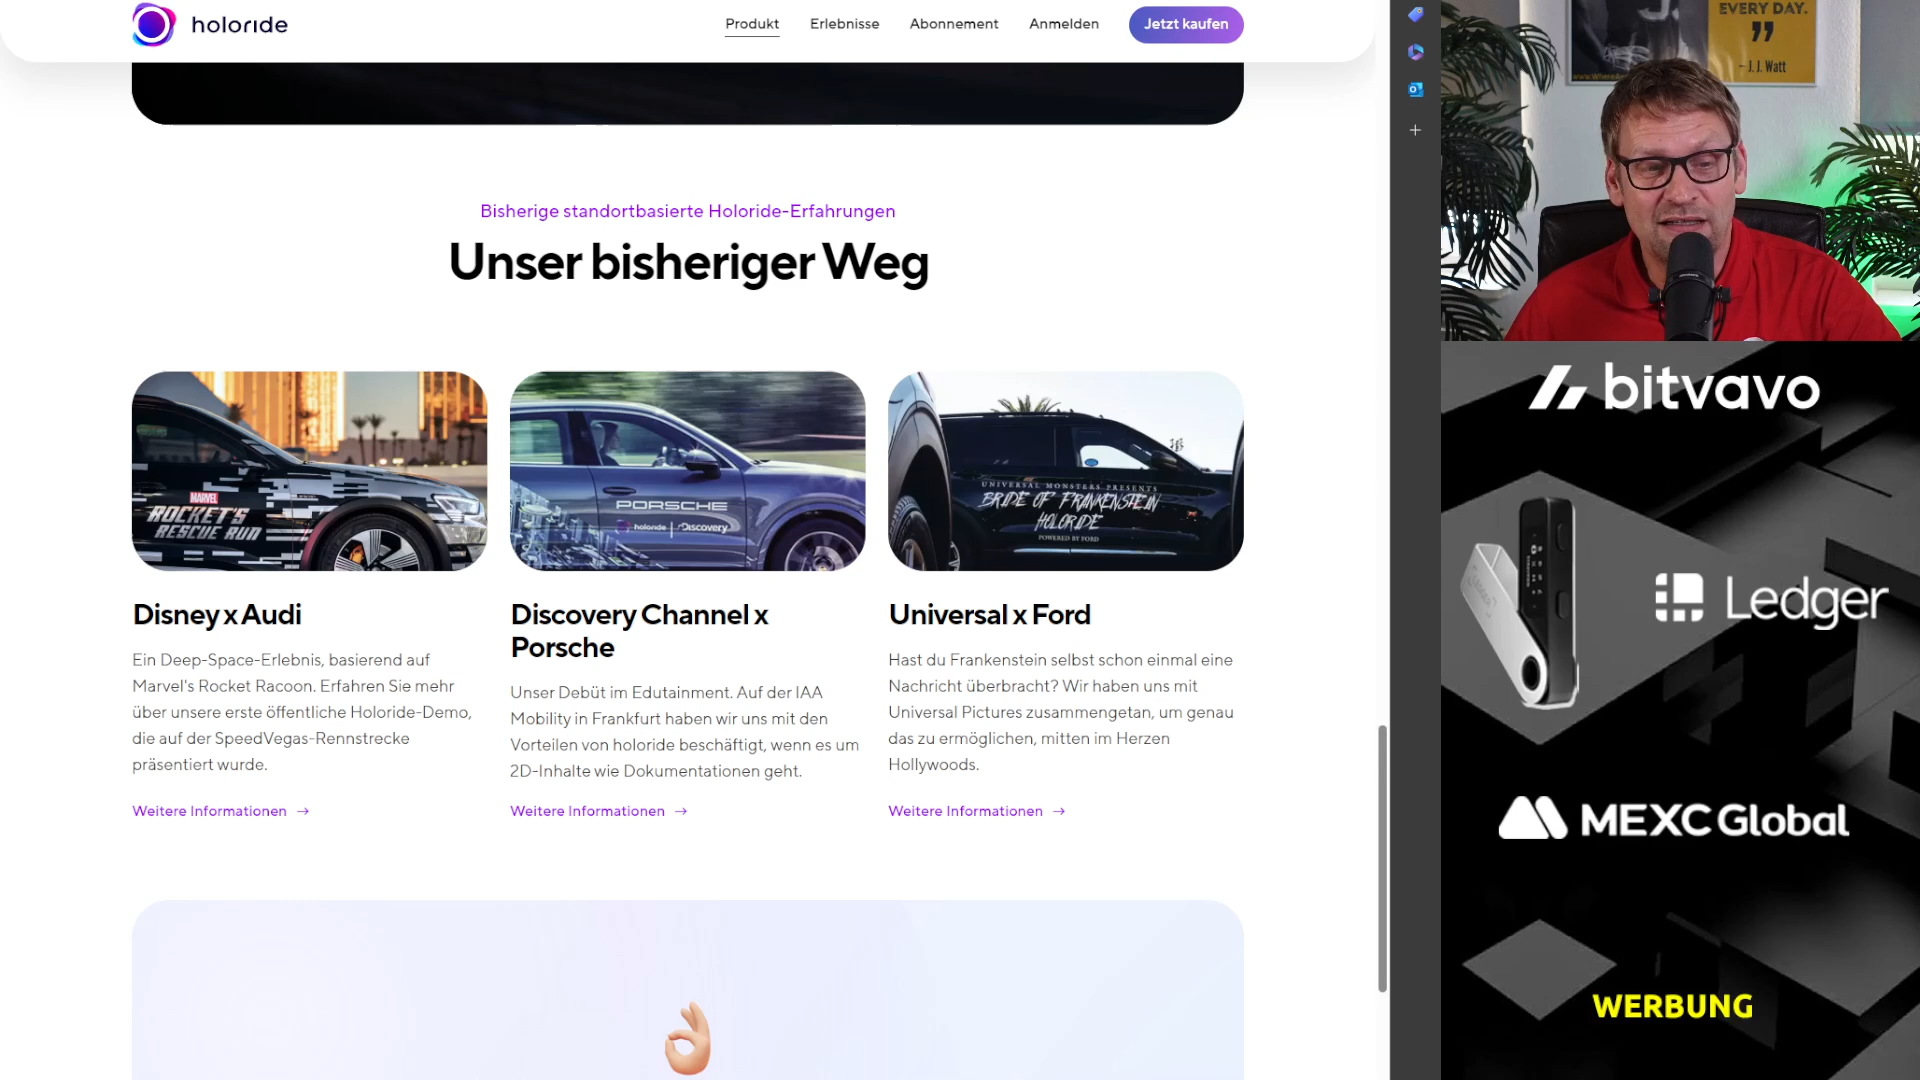 holoride
Produkt
Erlebnisse
Abonnement
Anmelden
Jetzt kaufen
Bisherige standortbasierte Holoride-Erfahrungen
Unser bisheriger Weg
MARVEL
ROCKET'S
RESCUE RUN
PORSCHE
holoride | Discovery
UNIVERSAL MONSTERS PRESENTS
BRIDE OF FRANKENSTEIN
HOLORIDE
POWERED BY FORD
Disney x Audi
Ein Deep-Space-Erlebnis, basierend auf
Marvel's Rocket Racoon. Erfahren Sie mehr
über unsere erste öffentliche Holoride-Demo,
die auf der SpeedVegas-Rennstrecke
präsentiert wurde.
Weitere Informationen →
Discovery Channel x
Porsche
Unser Debüt im Edutainment. Auf der IAA
Mobility in Frankfurt haben wir uns mit den
Vorteilen von holoride beschäftigt, wenn es um
2D-Inhalte wie Dokumentationen geht.
Weitere Informationen →
Universal x Ford
Hast du Frankenstein selbst schon einmal eine
Nachricht überbracht? Wir haben uns mit
Universal Pictures zusammengetan, um genau
das zu ermöglichen, mitten im Herzen
Hollywoods.
Weitere Informationen →
EVERY DAY.
"
– J. J. Watt
bitvavo
Ledger
MEXC Global
WERBUNG